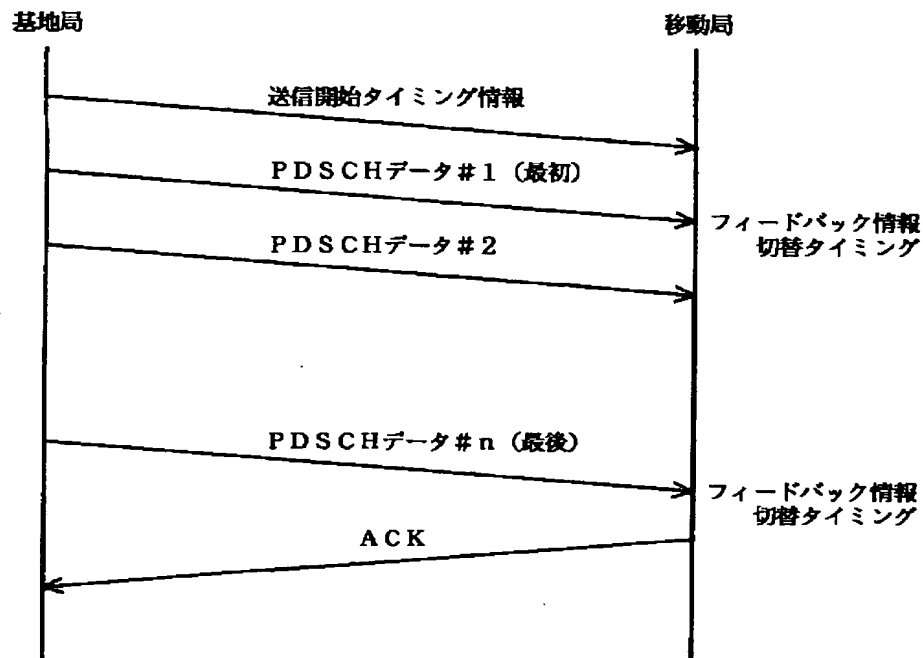 基地局
移動局
送信開始タイミング情報
PDSCHデータ#1（最初）
フィードバック情報
切替タイミング
PDSCHデータ#2
PDSCHデータ#n（最後）
フィードバック情報
切替タイミング
ACK